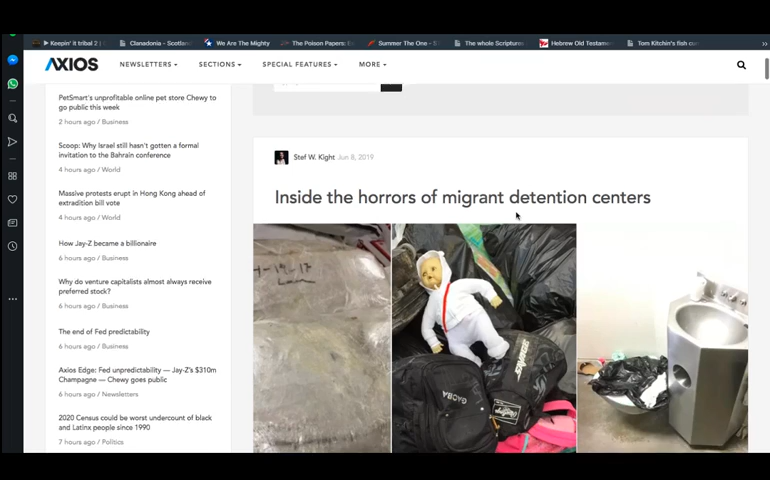 Keepin' it tribal 2
Clanadonia - Scotlan
We Are The Mighty
The Poison Papers: E
Summer The One - E
The whole Scripture
Hebrew Old Testame
Tom Kitchin's fish co
AXIOS
NEWSLETTERS
SECTIONS
SPECIAL FEATURES
MORE
PetSmart's unprofitable online pet store Chewy to
go public this week
2 hours ago / Business
Scoop: Why Israel still hasn't gotten a formal
invitation to the Bahrain conference
4 hours ago / World
Massive protests erupt in Hong Kong ahead of
extradition bill vote
4 hours ago / World
How Jay-Z became a billionaire
6 hours ago / Business
Why do venture capitalists almost always receive
preferred stock?
6 hours ago / Business
The end of Fed predictability
6 hours ago / Business
Axios Edge: Fed unpredictability — Jay-Z's $310m
Champagne — Chewy goes public
6 hours ago / Newsletters
2020 Census could be worst undercount of black
and Latinx people since 1990
7 hours ago / Politics
Stef W. Kight Jun 8, 2019
Inside the horrors of migrant detention centers